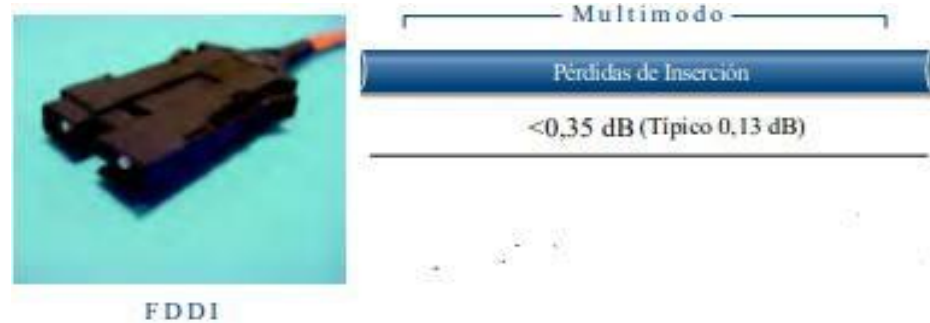 Multimodo
Pérdidas de Inserción
<0,35 dB (Típico 0,13 dB)
FDDI